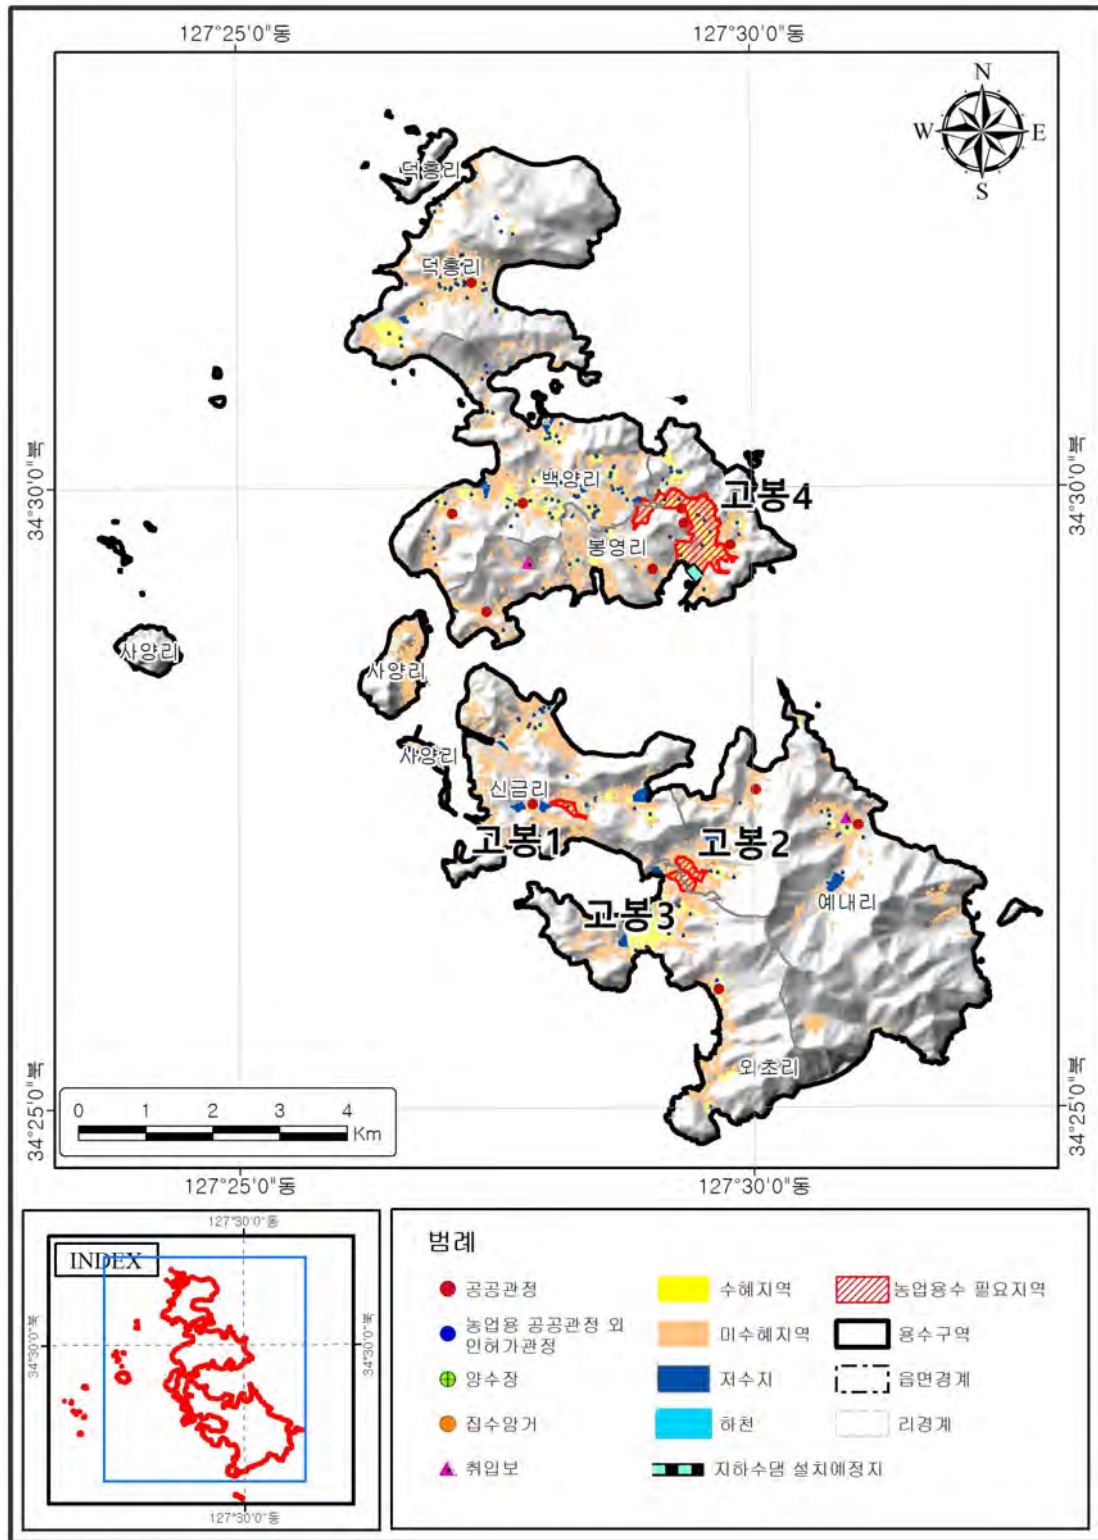 127°25'0"동
127°30'0"동
N
W
E
S
덕흥리
덕흥리
34°30'0"북
34°30'0"북
백양리
고봉4
봉영리
사양리
사양리
사양리
신금리
고봉1
고봉2
예내리
고봉3
외초리
34°25'0"북
34°25'0"북
0 1 2 3 4
Km
127°25'0"동
127°30'0"동
127°30'0"동
INDEX
34°30'0"북
34°30'0"북
127°30'0"동
범례
공공관정
수혜지역
농업용수 필요지역
농업용 공공관정 외
인허가관정
미수혜지역
용수구역
양수장
저수지
읍면경계
집수암거
하천
리경계
취입보
지하수댐 설치예정지